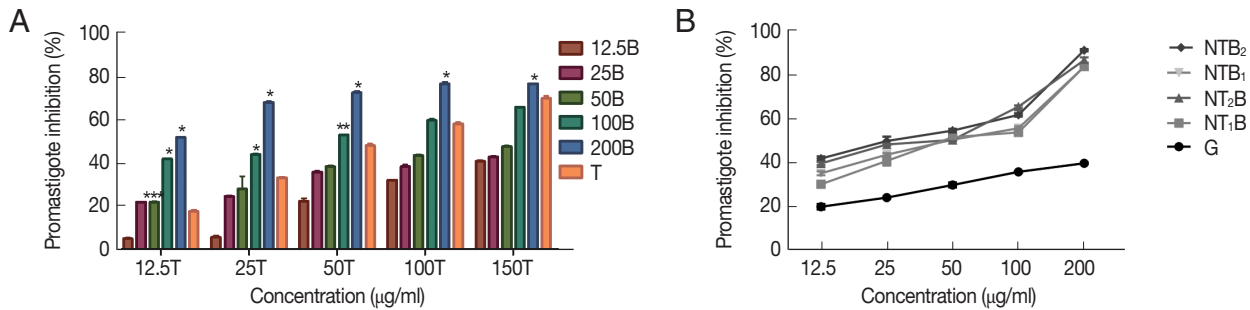 A
Promastigote inhibition (%)
80
60
40
20
0
***
*
*
*
*
**
*
*
*
12.5T
25T
50T
100T
150T
Concentration (µg/ml)
12.5B
25B
50B
100B
200B
T
B
Promastigote inhibition (%)
100
80
60
40
20
0
12.5
25
50
100
200
Concentration (µg/ml)
NTB₂
NTB₁
NT₂B
NT₁B
G